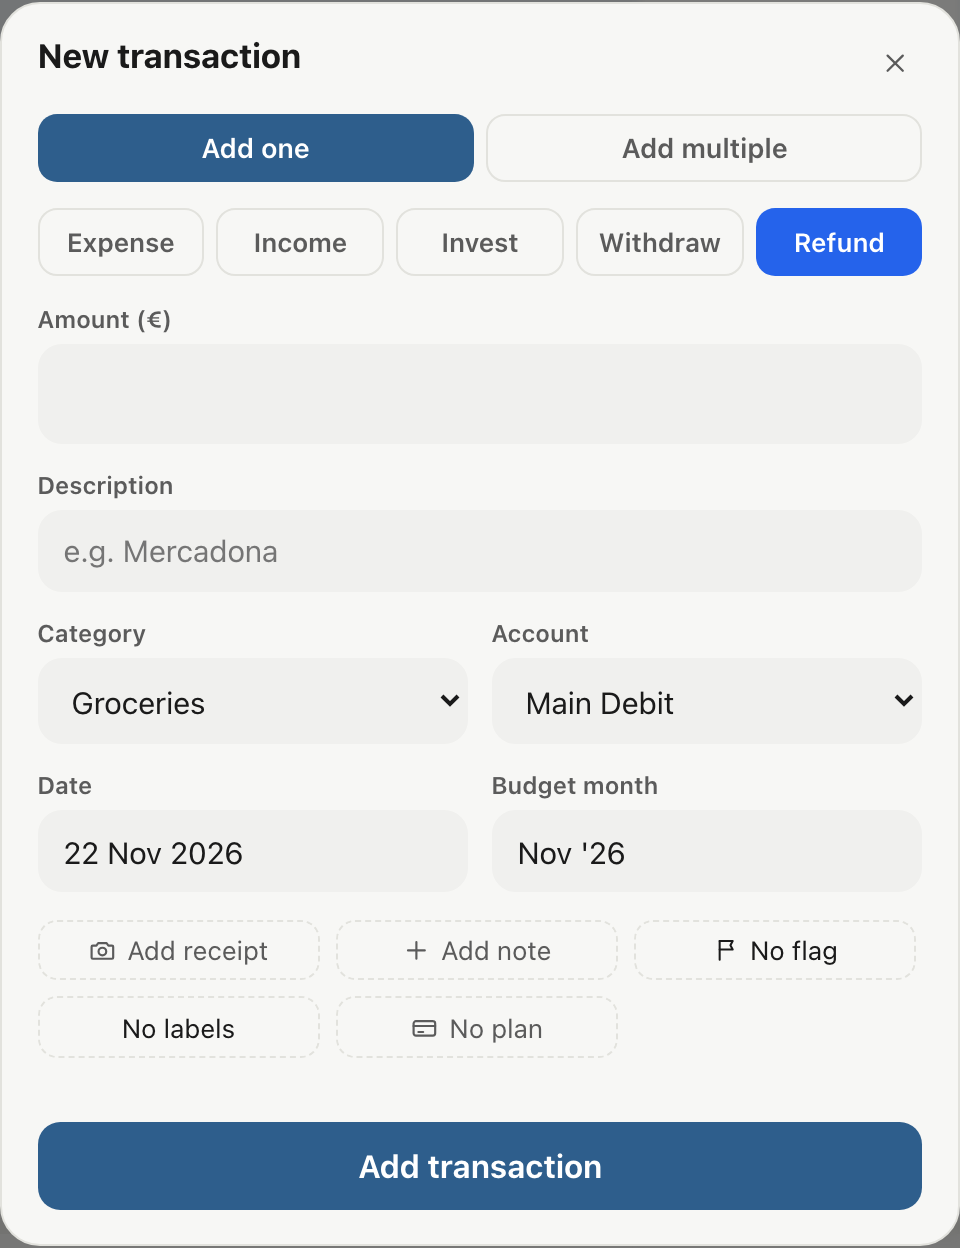 New transaction
Add one
Add multiple
Expense
Income
Invest
Withdraw
Refund
Amount (€)
Description
e.g. Mercadona
Category
Account
Groceries
Main Debit
Date
Budget month
22 Nov 2026
Nov '26
Add receipt
Add note
No flag
No labels
No plan
Add transaction